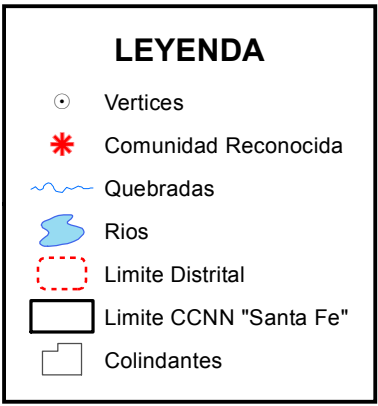 LEYENDA
Vertices
Comunidad Reconocida
Quebradas
Rios
Limite Distrital
Limite CCNN "Santa Fe"
Colindantes